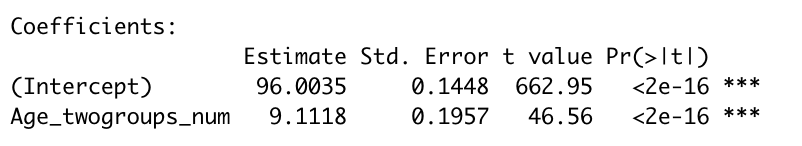 Coefficients:
Estimate Std. Error t value Pr(>|t|)
(Intercept) 96.0035 0.1448 662.95 <2e-16 ***
Age_twogroups_num 9.1118 0.1957 46.56 <2e-16 ***